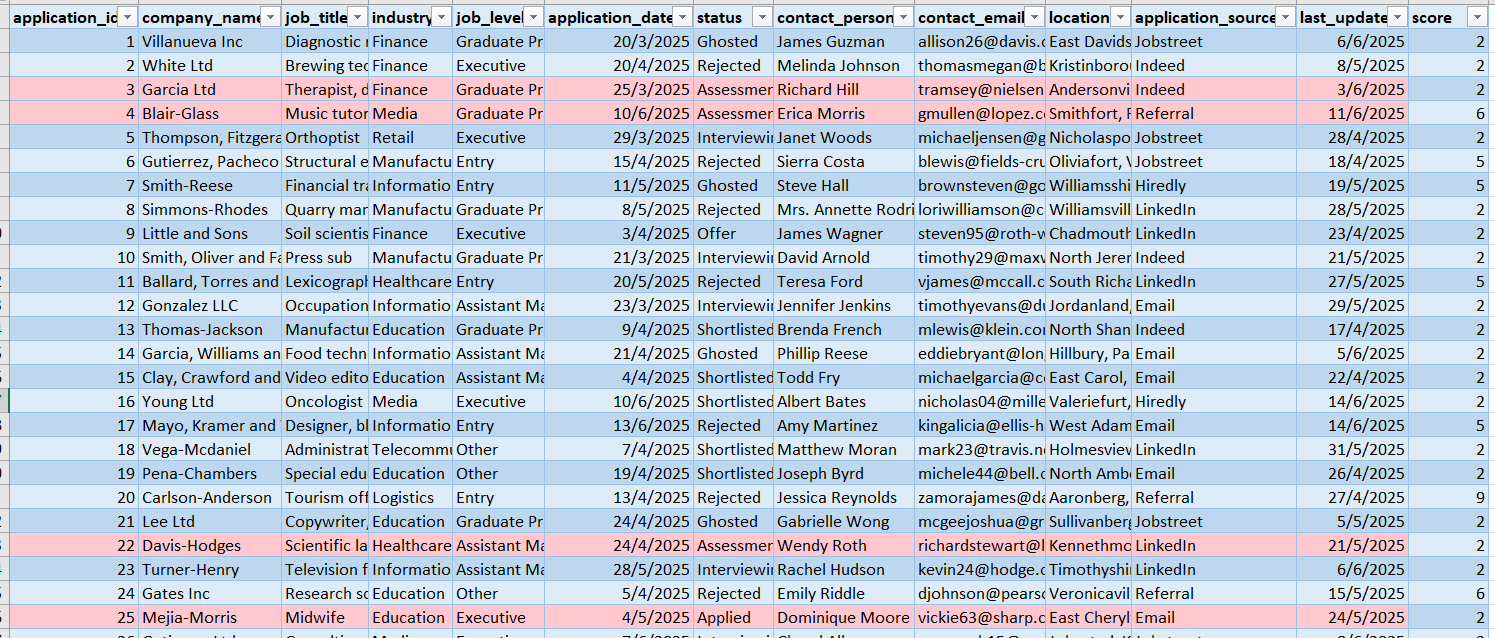 application_id company_name job_title industry job_level application_date status contact_person contact_email location application_source last_update score
1 Villanueva Inc Diagnostic Finance Graduate Pr 20/3/2025 Ghosted James Guzman allison26@davis.c East Davids Jobstreet 6/6/2025 2
2 White Ltd Brewing tec Finance Executive 20/4/2025 Rejected Melinda Johnson thomasmegan@b Kristinboro Indeed 8/5/2025 2
3 Garcia Ltd Therapist, d Finance Graduate Pr 25/3/2025 Assessmer Richard Hill tramsey@nielsen Andersonvi Indeed 3/6/2025 2
4 Blair-Glass Music tutor Media Graduate Pr 10/6/2025 Assessmer Erica Morris gmullen@lopez.c Smithfort, Referral 11/6/2025 6
5 Thompson, Fitzgera Orthoptist Retail Executive 29/3/2025 Interviewi Janet Woods michaeljensen@g Nicholaspo Jobstreet 28/4/2025 2
6 Gutierrez, Pacheco Structural e Manufactu Entry 15/4/2025 Rejected Sierra Costa blewis@fields-cru Oliviafort, Jobstreet 18/4/2025 5
7 Smith-Reese Financial tra Informatio Entry 11/5/2025 Ghosted Steve Hall brownsteven@go Williamsshi Hiredly 19/5/2025 5
8 Simmons-Rhodes Quarry mar Manufactu Graduate Pr 8/5/2025 Rejected Mrs. Annette Rodri loriwilliamson@c Williamsvill LinkedIn 28/5/2025 2
9 Little and Sons Soil scientis Finance Executive 3/4/2025 Offer James Wagner steven95@roth-w Chadmouth LinkedIn 23/4/2025 2
10 Smith, Oliver and Fa Press sub Media Graduate Pr 21/3/2025 Interviewi David Arnold timothy29@maxw North Jerer Indeed 21/5/2025 2
11 Ballard, Torres and Lexicograph Healthcare Entry 20/5/2025 Rejected Teresa Ford vjames@mccall.c South Richa LinkedIn 27/5/2025 5
12 Gonzalez LLC Occupation Informatio Assistant Ma 23/3/2025 Interviewi Jennifer Jenkins timothyevans@du Jordanland, Email 29/5/2025 2
13 Thomas-Jackson Manufactu Education Graduate Pr 9/4/2025 Shortlisted Brenda French mlewis@klein.cor North Shan Indeed 17/4/2025 2
14 Garcia, Williams an Food techn Informatio Assistant Ma 21/4/2025 Ghosted Phillip Reese eddiebryant@lon Hillbury, Pa Email 5/6/2025 2
15 Clay, Crawford and Video edito Education Assistant Ma 4/4/2025 Shortlisted Todd Fry michaelgarcia@c East Carol, Email 22/4/2025 2
16 Young Ltd Oncologist Media Executive 10/6/2025 Shortlisted Albert Bates nicholas04@mille Valeriefurt, Hiredly 14/6/2025 2
17 Mayo, Kramer and Designer, bl Informatio Entry 13/6/2025 Rejected Amy Martinez kingalicia@ellis-h West Adam Email 14/6/2025 5
18 Vega-Mcdaniel Administrat Telecommu Other 7/4/2025 Shortlisted Matthew Moran mark23@travis.n Holmesview LinkedIn 31/5/2025 2
19 Pena-Chambers Special edu Education Other 19/4/2025 Shortlisted Joseph Byrd michele44@bell. North Amb Email 26/4/2025 2
20 Carlson-Anderson Tourism off Logistics Entry 13/4/2025 Rejected Jessica Reynolds zamorajames@da Aaronberg, Referral 27/4/2025 9
21 Lee Ltd Copywriter, Education Graduate Pr 24/4/2025 Ghosted Gabrielle Wong mcgeejoshua@gr Sullivanberg Jobstreet 5/5/2025 2
22 Davis-Hodges Scientific la Healthcare Assistant Ma 24/4/2025 Assessmer Wendy Roth richardstewart@l Kennethmo LinkedIn 21/5/2025 2
23 Turner-Henry Television f Informatio Assistant Ma 28/5/2025 Interviewi Rachel Hudson kevin24@hodge.c Timothyshi LinkedIn 6/6/2025 2
24 Gates Inc Research sc Education Other 5/4/2025 Rejected Emily Riddle djohnson@pears Veronicavil Referral 15/5/2025 6
25 Mejia-Morris Midwife Education Executive 4/5/2025 Applied Dominique Moore vickie63@sharp.c East Cheryl Email 24/5/2025 2